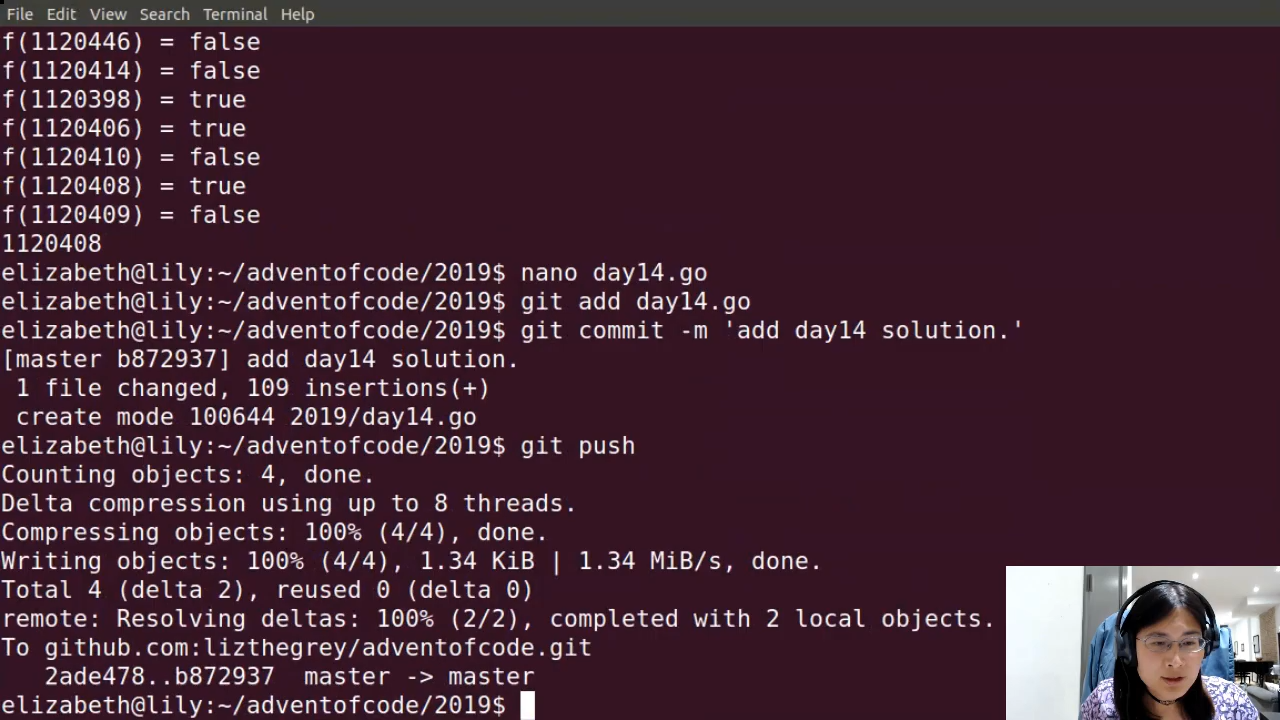 File Edit View Search Terminal Help
f(1120446) = false
f(1120414) = false
f(1120398) = true
f(1120406) = true
f(1120410) = false
f(1120408) = true
f(1120409) = false
1120408
elizabeth@lily:~/adventofcode/2019$ nano day14.go
elizabeth@lily:~/adventofcode/2019$ git add day14.go
elizabeth@lily:~/adventofcode/2019$ git commit -m 'add day14 solution.'
[master b872937] add day14 solution.
 1 file changed, 109 insertions(+)
 create mode 100644 2019/day14.go
elizabeth@lily:~/adventofcode/2019$ git push
Counting objects: 4, done.
Delta compression using up to 8 threads.
Compressing objects: 100% (4/4), done.
Writing objects: 100% (4/4), 1.34 KiB | 1.34 MiB/s, done.
Total 4 (delta 2), reused 0 (delta 0)
remote: Resolving deltas: 100% (2/2), completed with 2 local objects.
To github.com:lizthegrey/adventofcode.git
   2ade478..b872937  master -> master
elizabeth@lily:~/adventofcode/2019$